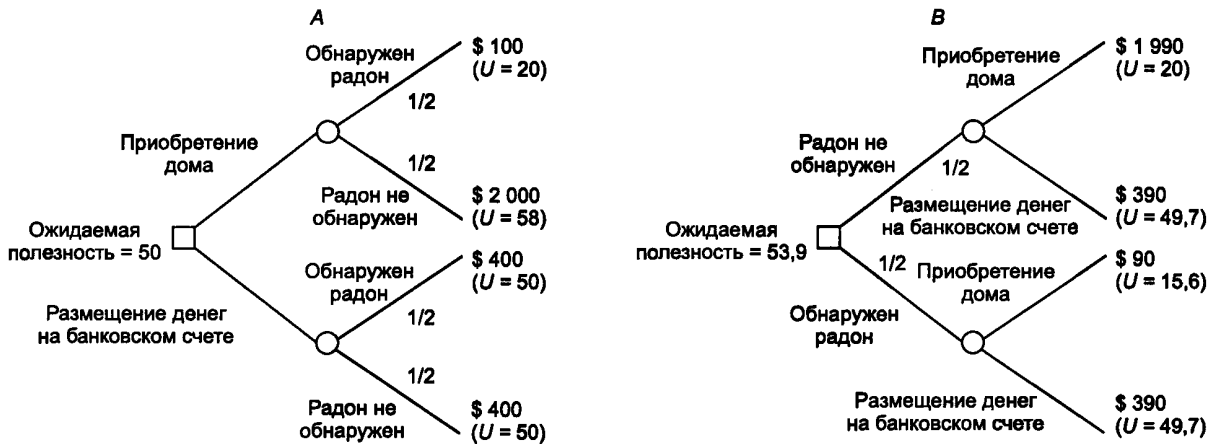 A
Обнаружен
радон
$ 100
(U = 20)
1/2
Приобретение
дома
1/2
Радон не
обнаружен
$ 2 000
(U = 58)
Ожидаемая
полезность = 50
Обнаружен
радон
$ 400
(U = 50)
1/2
Размещение денег
на банковском счете
1/2
Радон не
обнаружен
$ 400
(U = 50)
B
Приобретение
дома
$ 1 990
(U = 20)
Радон не
обнаружен
1/2
Размещение денег
на банковском счете
$ 390
(U = 49,7)
Ожидаемая
полезность = 53,9
1/2
Приобретение
дома
$ 90
(U = 15,6)
Обнаружен
радон
Размещение денег
на банковском счете
$ 390
(U = 49,7)